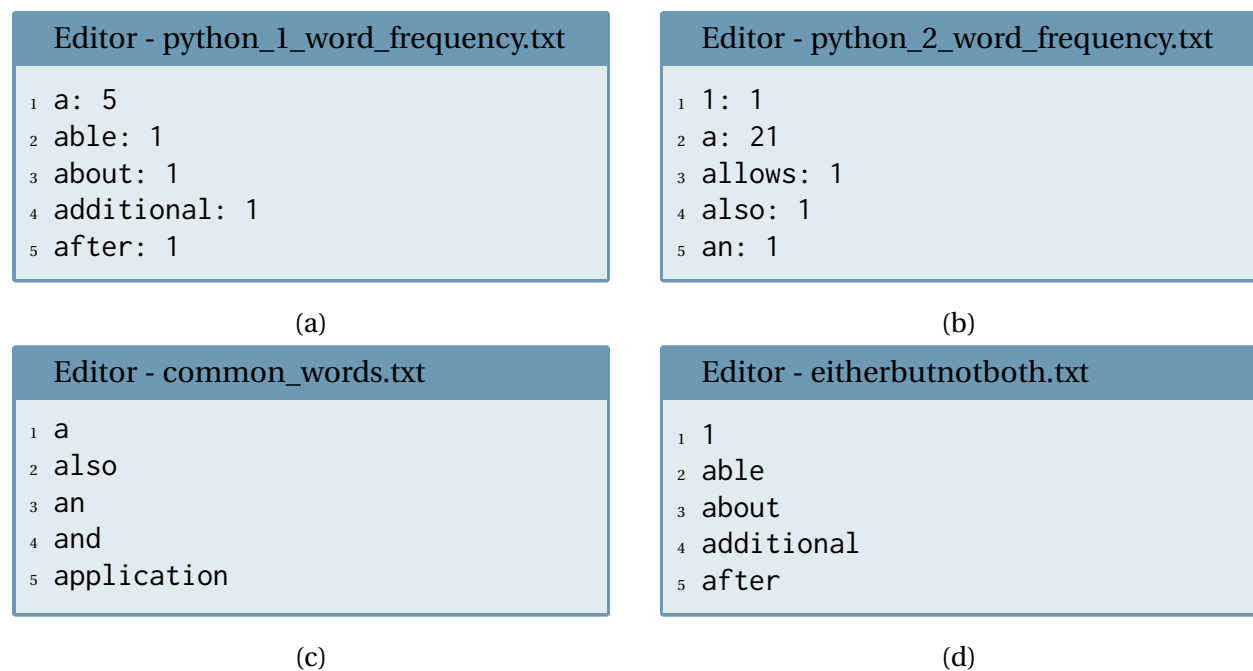 Editor - python_1_word_frequency.txt
1 a: 5
2 able: 1
3 about: 1
4 additional: 1
5 after: 1
(a)
Editor - python_2_word_frequency.txt
1 1: 1
2 a: 21
3 allows: 1
4 also: 1
5 an: 1
(b)
Editor - common_words.txt
1 a
2 also
3 an
4 and
5 application
(c)
Editor - eitherbutnotboth.txt
1 1
2 able
3 about
4 additional
5 after
(d)